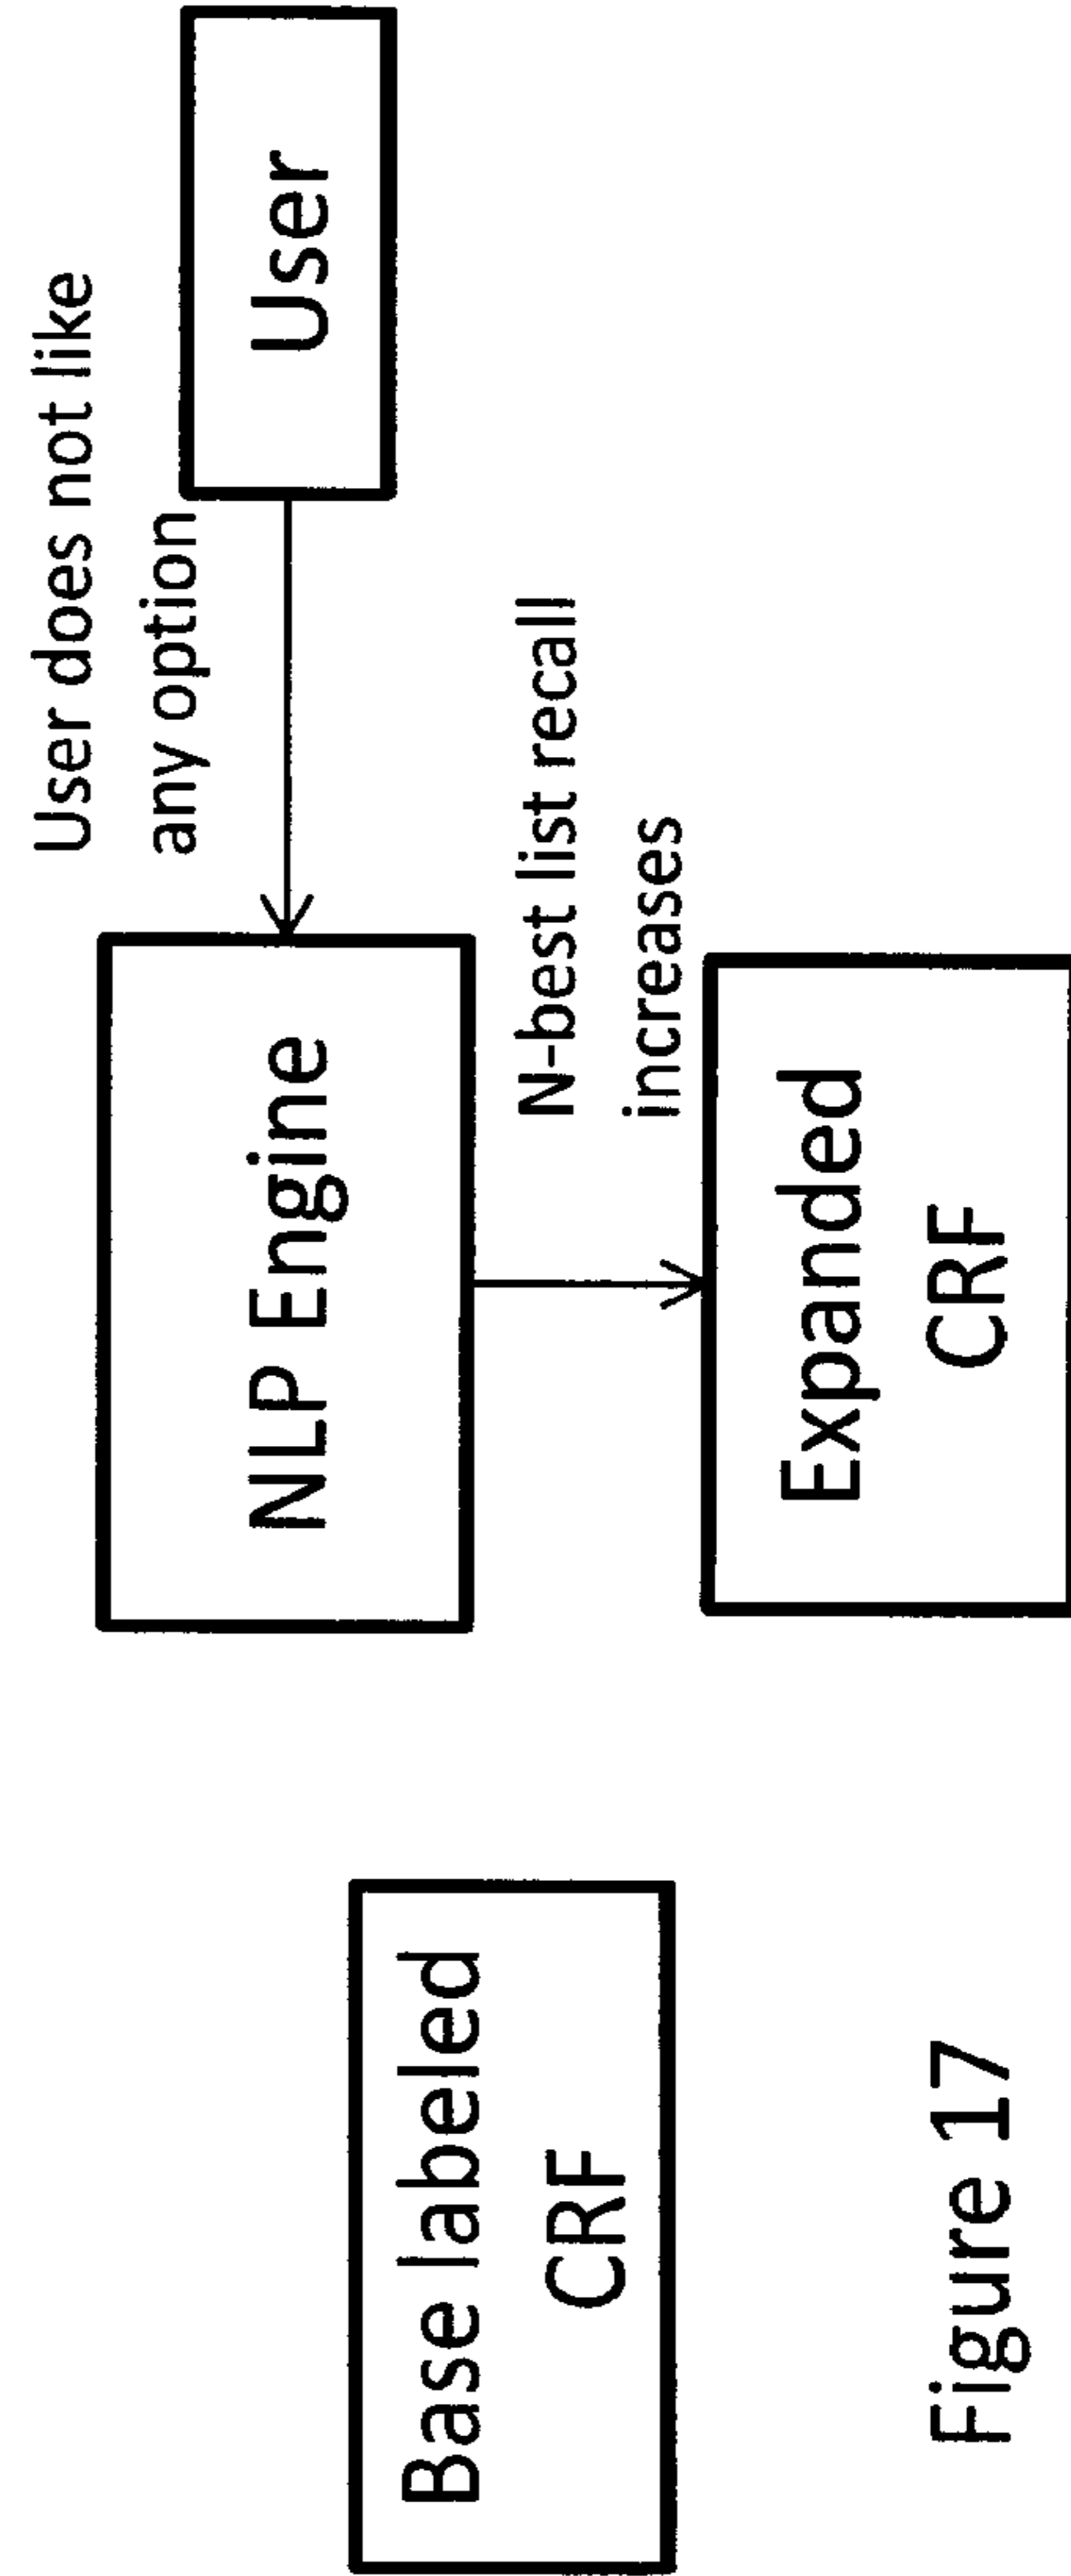 User does not like
any option
User
NLP Engine
N-best list recall
increases
Base labeled
CRF
Expanded
CRF
Figure 17